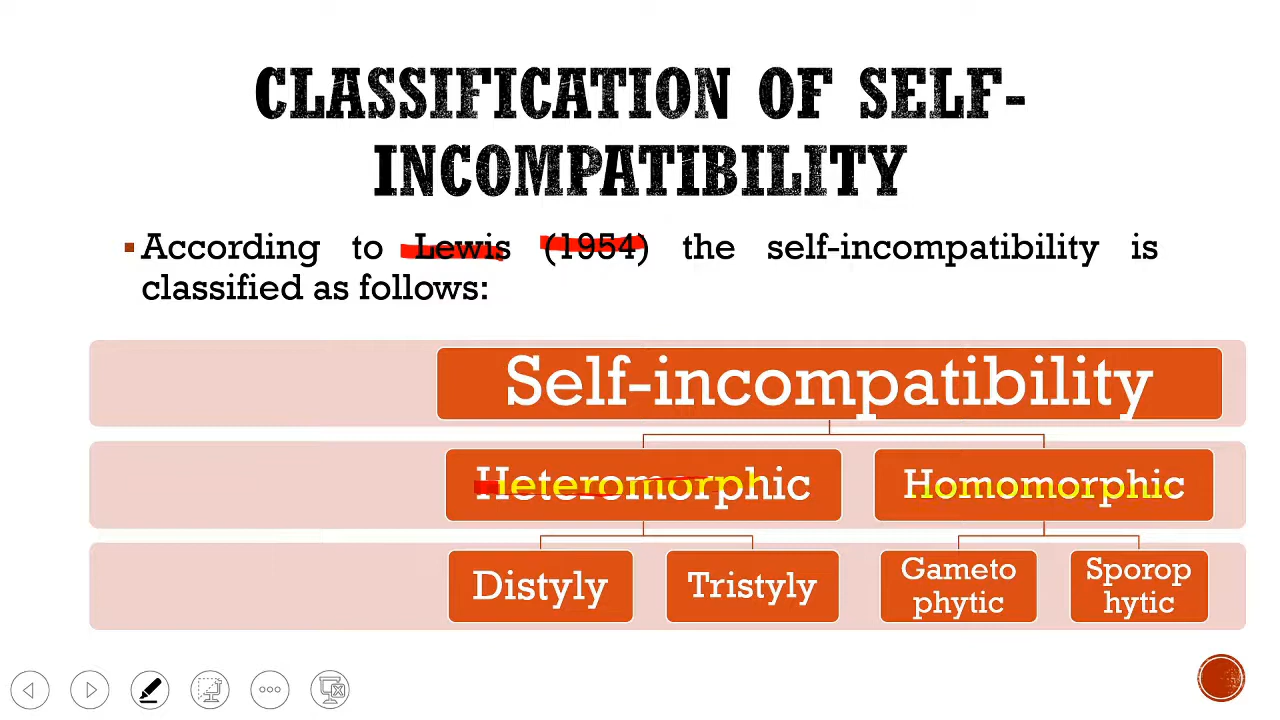 CLASSIFICATION OF SELF-
INCOMPATIBILITY
▪ According to Lewis (1954) the self-incompatibility is
classified as follows:
Self-incompatibility
Heteromorphic Homomorphic
Distyly Tristyly Gameto Sporop
phytic hytic